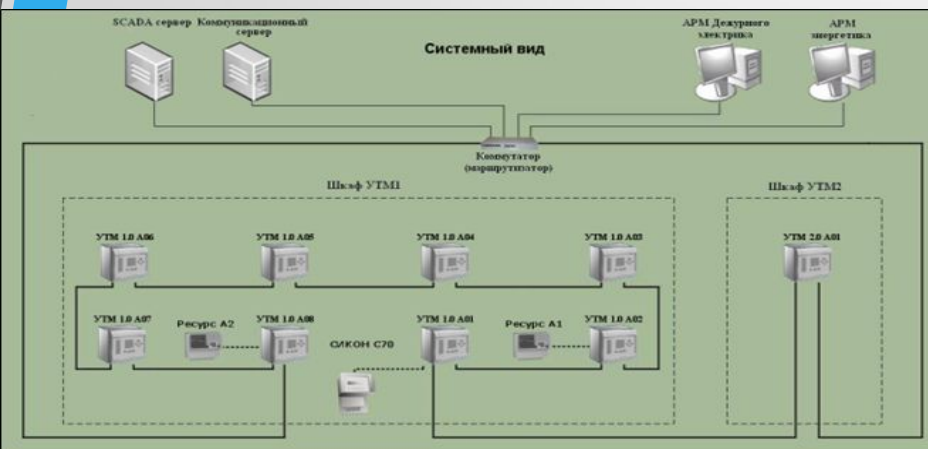 SCADA сервер
Коммуникационный
сервер
Системный вид
АРМ Дежурного
электрика
АРМ
энергетика
Коммутатор
(маршрутизатор)
Шкаф УТМ1
Шкаф УТМ2
УТМ 1.0 А06
УТМ 1.0 А05
УТМ 1.0 А04
УТМ 1.0 А03
УТМ 2.0 А01
УТМ 1.0 А07
Ресурс А2
УТМ 1.0 А08
СИКОН С70
УТМ 1.0 А01
Ресурс А1
УТМ 1.0 А02